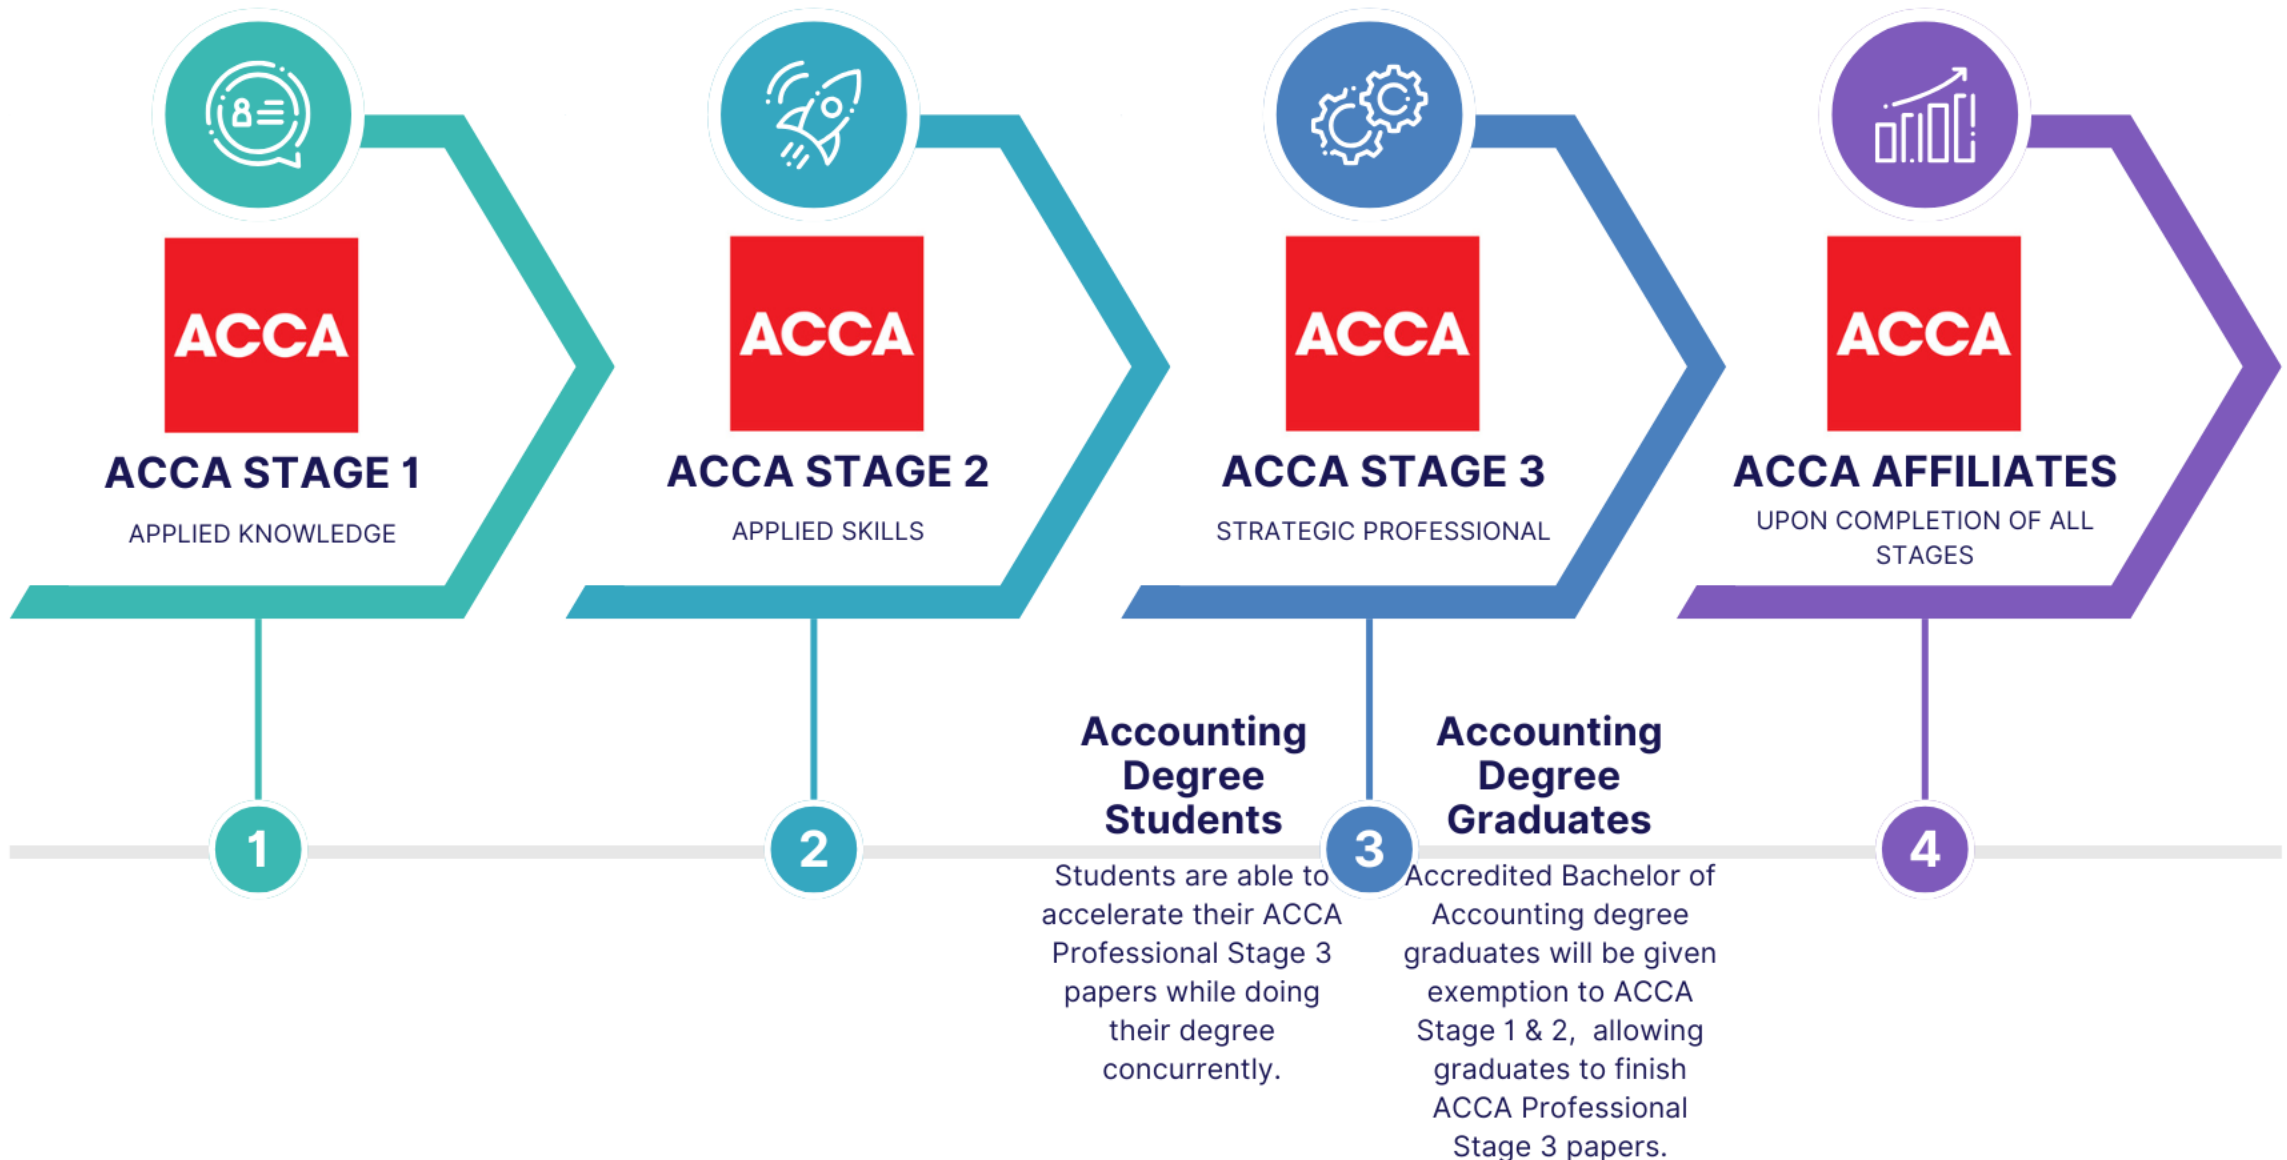 ACCA
ACCA STAGE 1
APPLIED KNOWLEDGE
1
ACCA
ACCA STAGE 2
APPLIED SKILLS
2
ACCA
ACCA STAGE 3
STRATEGIC PROFESSIONAL
Accounting
Degree
Students
Students are able to
accelerate their ACCA
Professional Stage 3
papers while doing
their degree
concurrently.
3
Accounting
Degree
Graduates
Accredited Bachelor of
Accounting degree
graduates will be given
exemption to ACCA
Stage 1 & 2, allowing
graduates to finish
ACCA Professional
Stage 3 papers.
ACCA
ACCA AFFILIATES
UPON COMPLETION OF ALL
STAGES
4